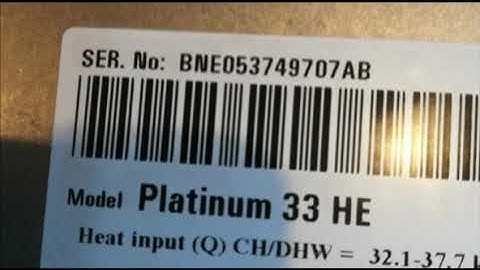 SER. No: BNE053749707AB
Model Platinum 33 HE
Heat input (Q) CH/DHW = 32.1-37.7